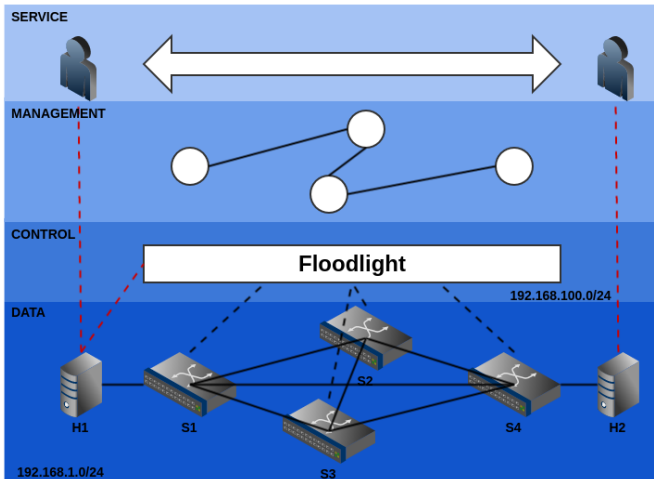 SERVICE
MANAGEMENT
CONTROL
Floodlight
192.168.100.0/24
DATA
S2
H1
S1
S4
H2
S3
192.168.1.0/24